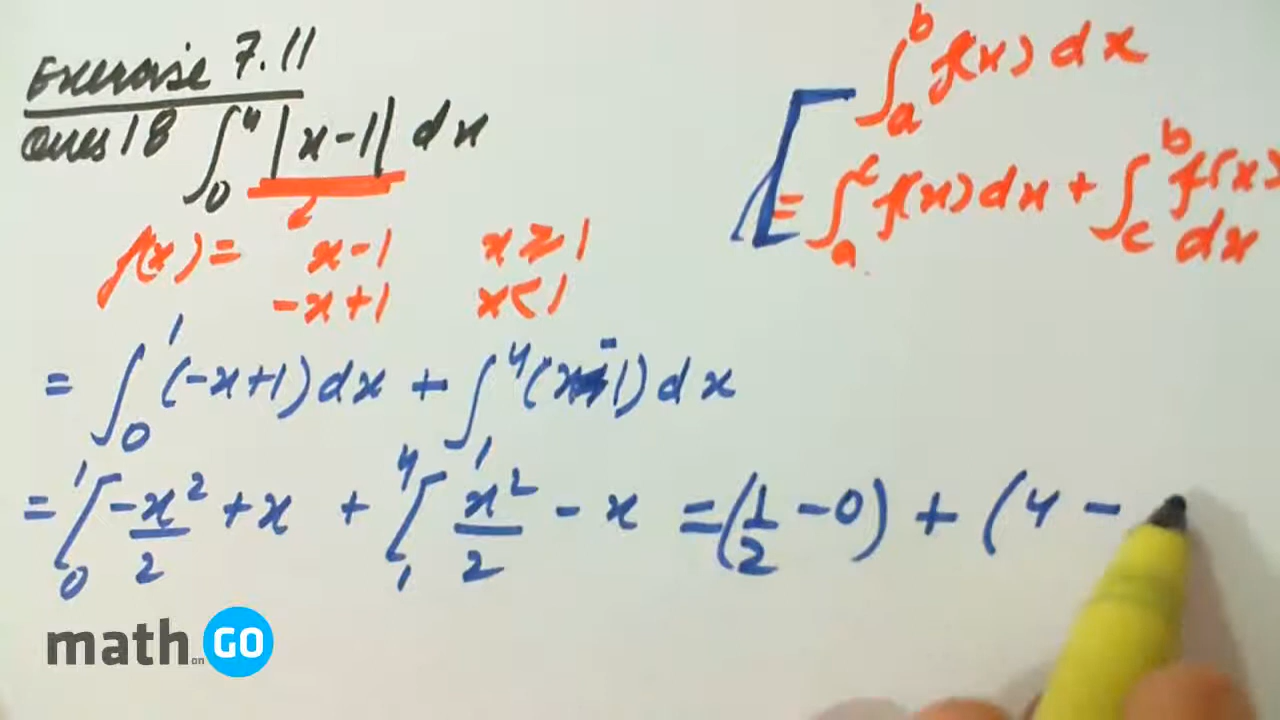 Exercise 7.11
Ques 18 ∫₀⁴ |x-1| dx
∫ₐᵇ f(x) dx
= ∫ₐᶜ f(x) dx + ∫꜀ᵇ f(x) dx
f(x) = x-1 x ≥ 1
-x+1 x < 1
= ∫₀¹ (-x+1) dx + ∫₁⁴ (x-1) dx
= ₀¹[ -x²/2 + x + ₁⁴[ x²/2 - x = (1/2 - 0) + (4 -
math on GO